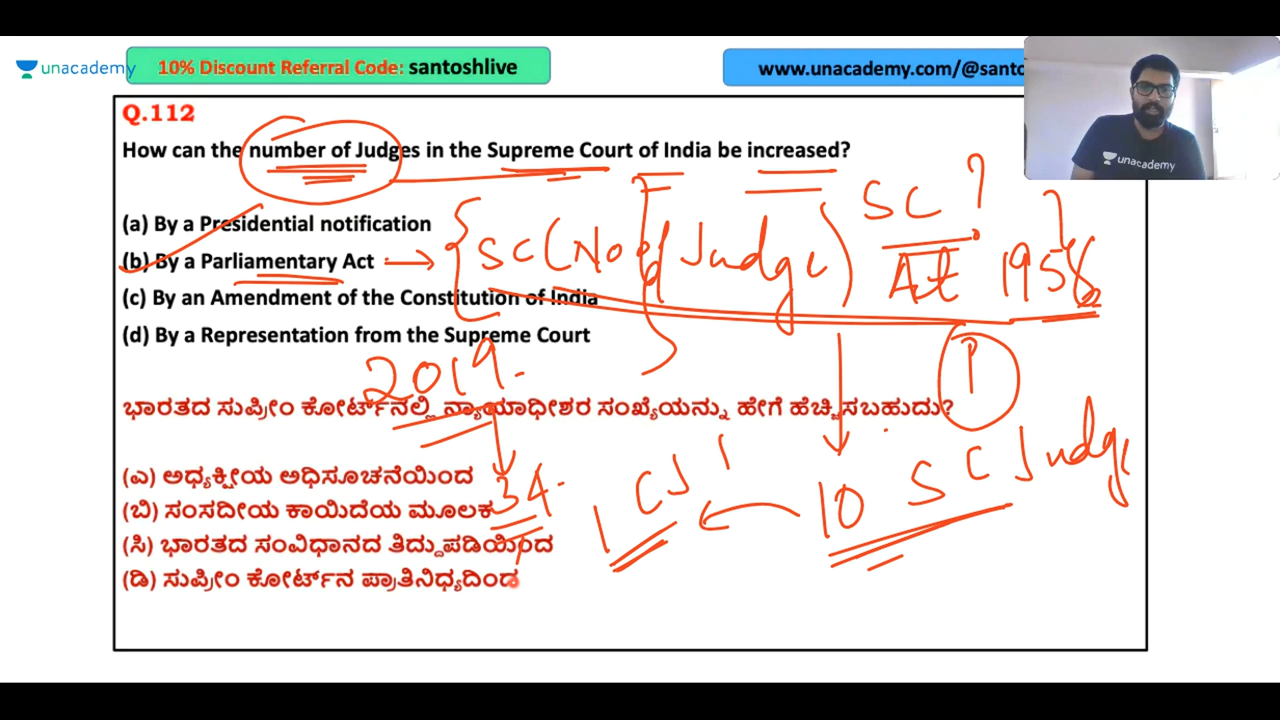 unacademy
10% Discount Referral Code: santoshlive
www.unacademy.com/@santo
unacademy
Q.112
How can the number of Judges in the Supreme Court of India be increased?
(a) By a Presidential notification
(b) By a Parliamentary Act
(c) By an Amendment of the Constitution of India
(d) By a Representation from the Supreme Court
SC (No of Judge)
SC ?
Act 1956
P
2019.
34.
1 CJ
10 SC Judge
ಭಾರತದ ಸುಪ್ರೀಂ ಕೋರ್ಟ್‌ನಲ್ಲಿ ನ್ಯಾಯಾಧೀಶರ ಸಂಖ್ಯೆಯನ್ನು ಹೇಗೆ ಹೆಚ್ಚಿಸಬಹುದು?
(ಎ) ಅಧ್ಯಕ್ಷೀಯ ಅಧಿಸೂಚನೆಯಿಂದ
(ಬಿ) ಸಂಸದೀಯ ಕಾಯಿದೆಯ ಮೂಲಕ
(ಸಿ) ಭಾರತದ ಸಂವಿಧಾನದ ತಿದ್ದುಪಡಿಯಿಂದ
(ಡಿ) ಸುಪ್ರೀಂ ಕೋರ್ಟ್‌ನ ಪ್ರಾತಿನಿಧ್ಯದಿಂದ